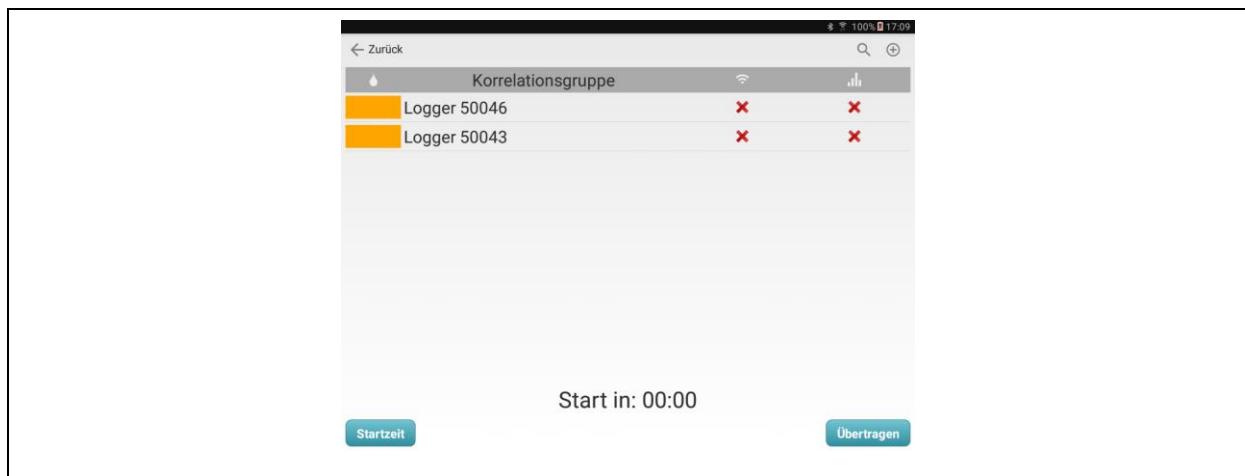 100% 17:09
Zurück
Korrelationsgruppe
Logger 50046
Logger 50043
Start in: 00:00
Startzeit
Übertragen